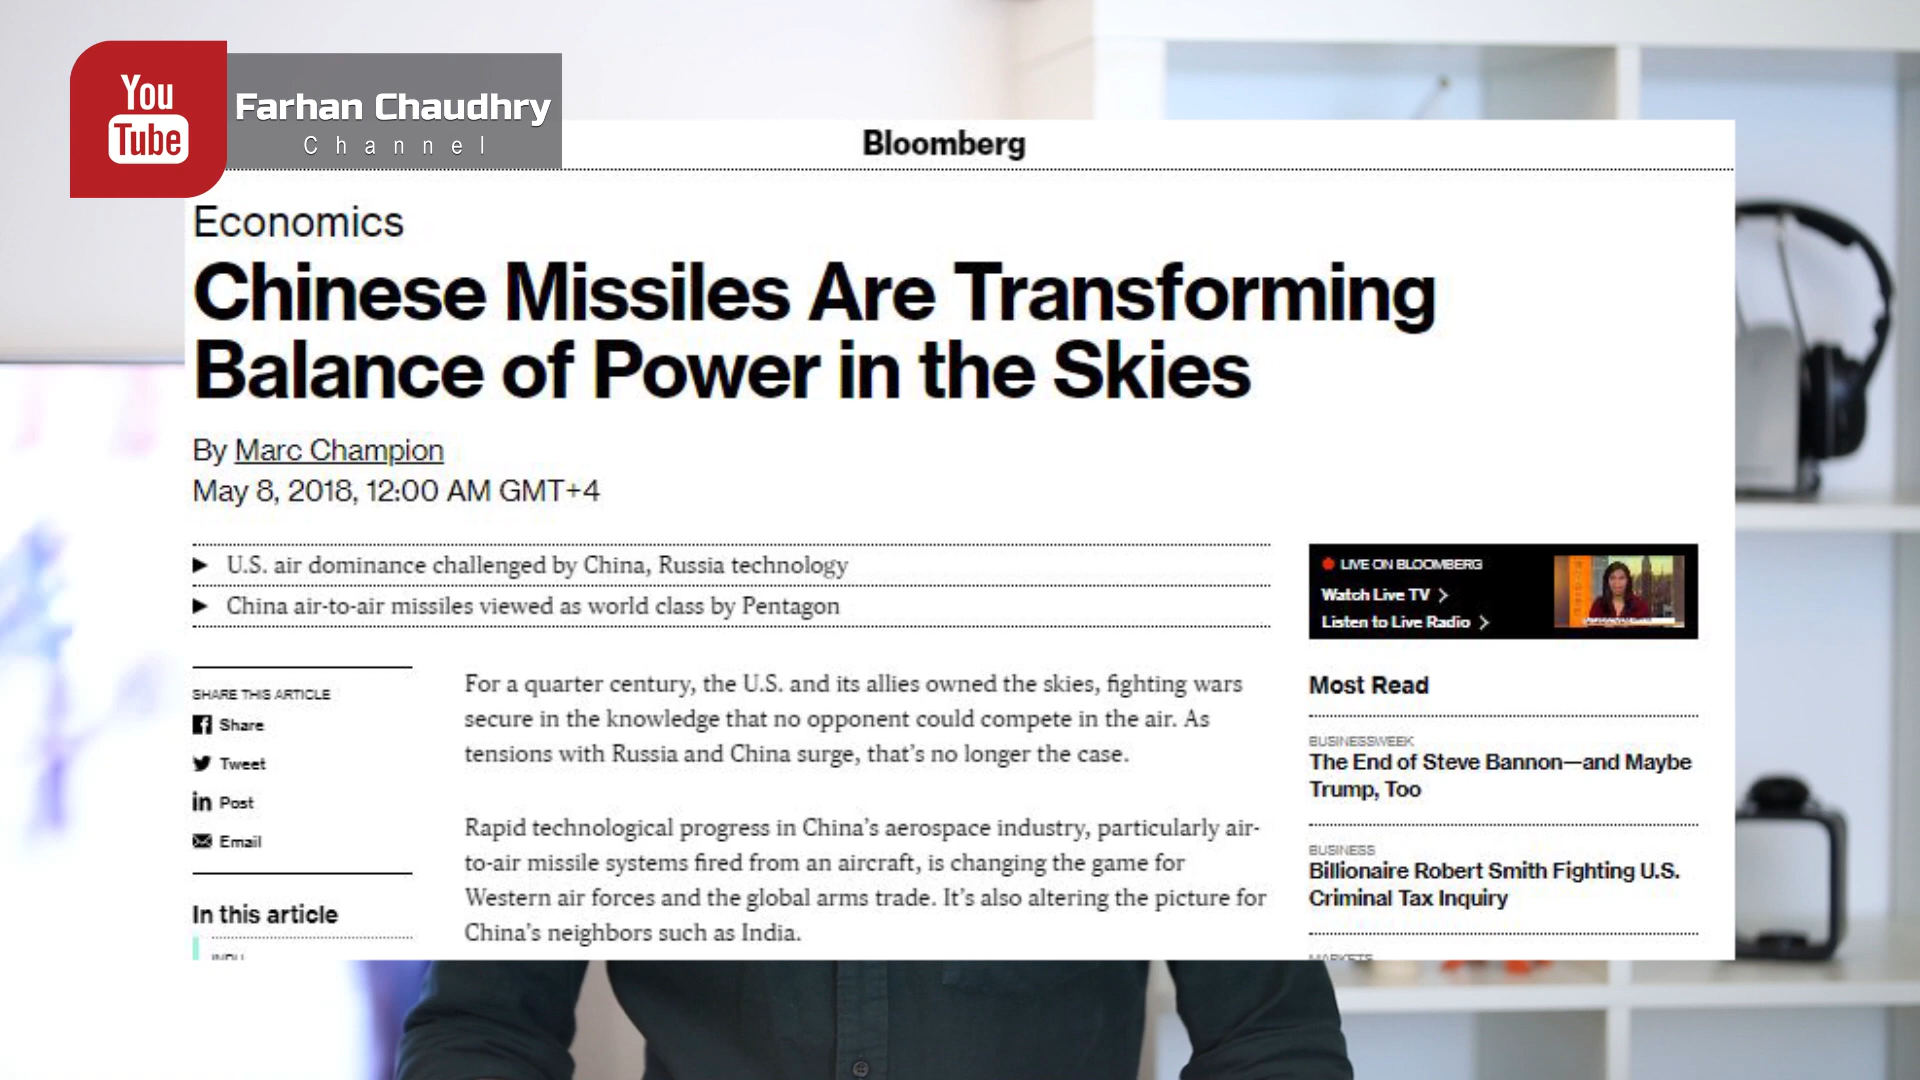 You
Tube
Farhan Chaudhry
Channel
Bloomberg
Economics
Chinese Missiles Are Transforming
Balance of Power in the Skies
By Marc Champion
May 8, 2018, 12:00 AM GMT+4
► U.S. air dominance challenged by China, Russia technology
► China air-to-air missiles viewed as world class by Pentagon
LIVE ON BLOOMBERG
Watch Live TV >
Listen to Live Radio >
SHARE THIS ARTICLE
Share
Tweet
in Post
Email
In this article
For a quarter century, the U.S. and its allies owned the skies, fighting wars
secure in the knowledge that no opponent could compete in the air. As
tensions with Russia and China surge, that's no longer the case.
Rapid technological progress in China's aerospace industry, particularly air-
to-air missile systems fired from an aircraft, is changing the game for
Western air forces and the global arms trade. It's also altering the picture for
China's neighbors such as India.
Most Read
BUSINESSWEEK
The End of Steve Bannon—and Maybe
Trump, Too
BUSINESS
Billionaire Robert Smith Fighting U.S.
Criminal Tax Inquiry
MARKETS